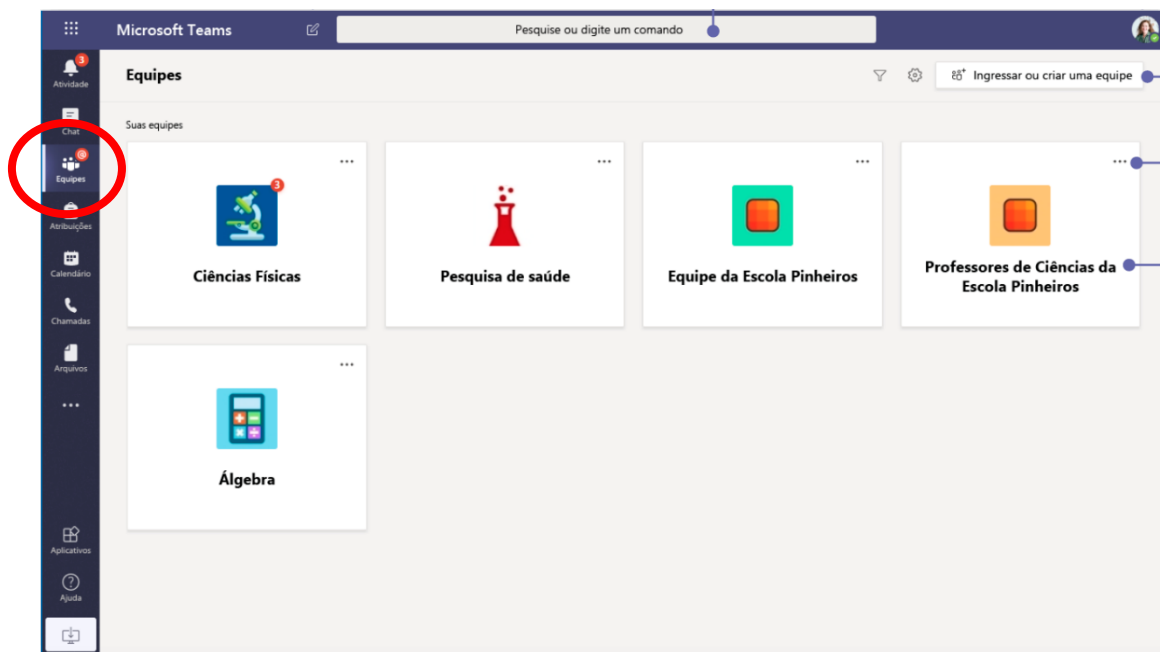 Microsoft Teams
Pesquise ou digite um comando
3
Atividade
Chat
@
Equipes
Atribuições
Calendário
Chamadas
Arquivos
Aplicativos
Ajuda
Equipes
Ingressar ou criar uma equipe
Suas equipes
3
Ciências Físicas
Pesquisa de saúde
Equipe da Escola Pinheiros
Professores de Ciências da
Escola Pinheiros
Álgebra